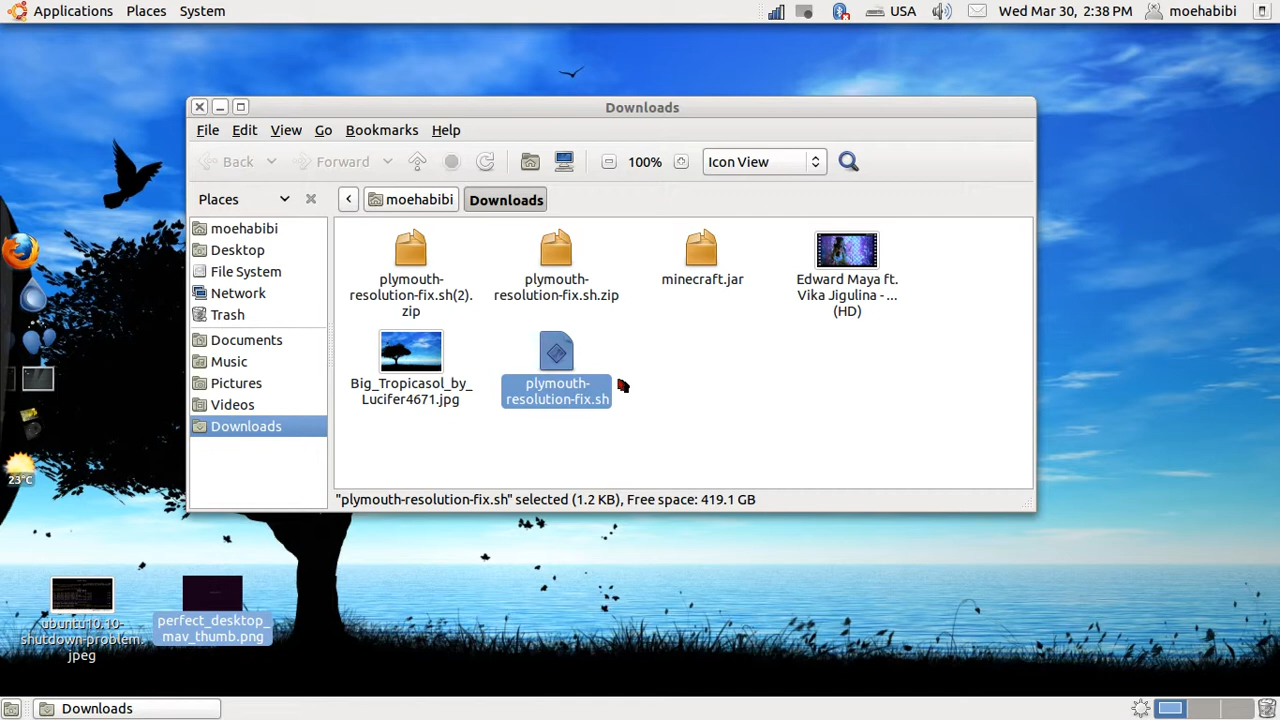 Applications Places System
USA
Wed Mar 30, 2:38 PM
moehabibi
Downloads
File Edit View Go Bookmarks Help
Back Forward 100% Icon View
Places
moehabibi
Downloads
moehabibi
Desktop
File System
Network
Trash
Documents
Music
Pictures
Videos
Downloads
plymouth-
resolution-fix.sh(2).
zip
plymouth-
resolution-fix.sh.zip
minecraft.jar
Edward Maya ft.
Vika Jigulina - ...
(HD)
Big_Tropicasol_by_
Lucifer4671.jpg
plymouth-
resolution-fix.sh
"plymouth-resolution-fix.sh" selected (1.2 KB), Free space: 419.1 GB
23°C
ubuntu10.10-
shutdown-problem.
jpeg
perfect_desktop_
mav_thumb.png
Downloads